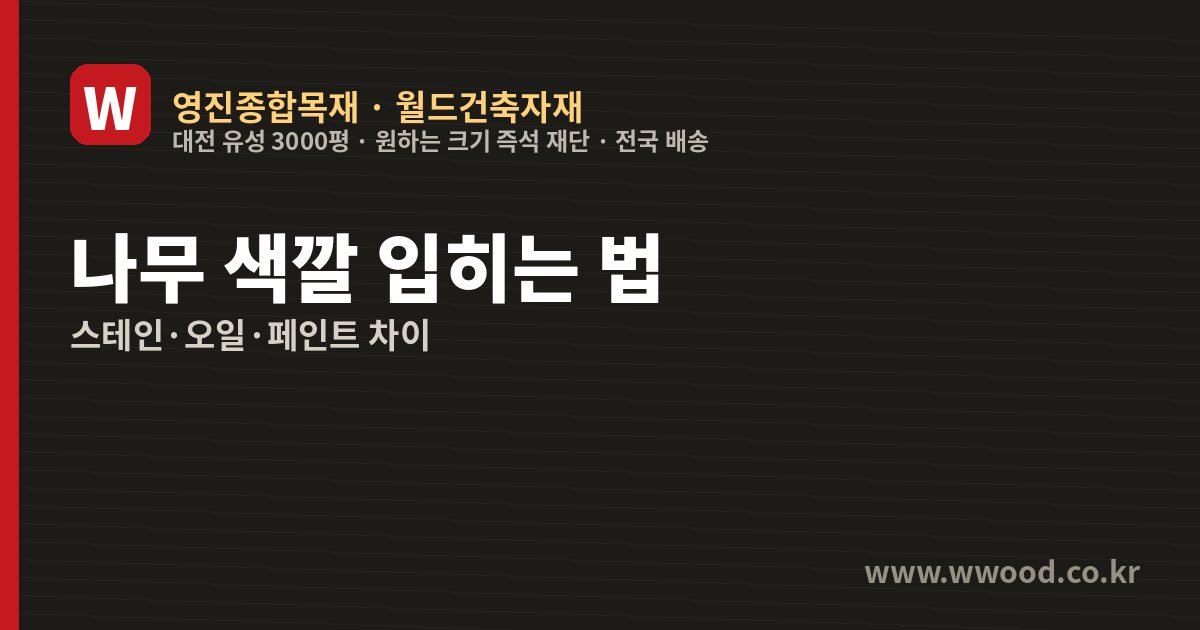 W
영진종합목재 · 월드건축자재
대전 유성 3000평 · 원하는 크기 즉석 재단 · 전국 배송
나무 색깔 입히는 법
스테인·오일·페인트 차이
www.wwood.co.kr